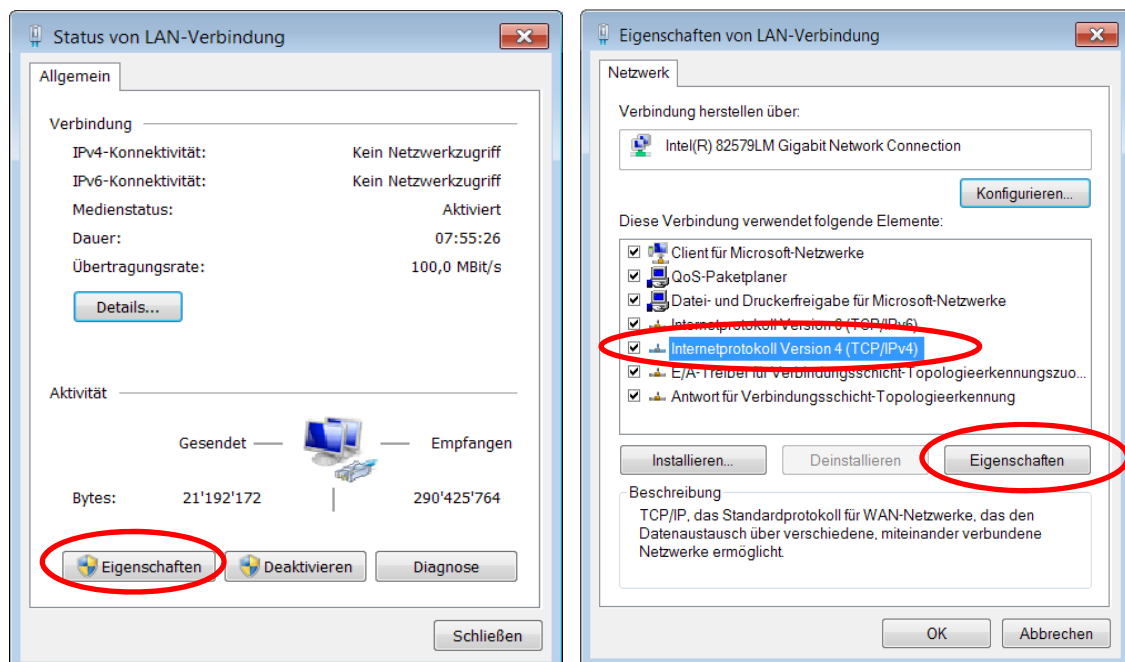 Status von LAN-Verbindung
Allgemein
Verbindung
IPv4-Konnektivität: Kein Netzwerkzugriff
IPv6-Konnektivität: Kein Netzwerkzugriff
Medienstatus: Aktiviert
Dauer: 07:55:26
Übertragungsrate: 100,0 MBit/s
Details...
Aktivität
Gesendet Empfangen
Bytes: 21'192'172 290'425'764
Eigenschaften Deaktivieren Diagnose
Schließen
Eigenschaften von LAN-Verbindung
Netzwerk
Verbindung herstellen über:
Intel(R) 82579LM Gigabit Network Connection
Konfigurieren...
Diese Verbindung verwendet folgende Elemente:
Client für Microsoft-Netzwerke
QoS-Paketplaner
Datei- und Druckerfreigabe für Microsoft-Netzwerke
Internetprotokoll Version 6 (TCP/IPv6)
Internetprotokoll Version 4 (TCP/IPv4)
E/A-Treiber für Verbindungsschicht-Topologieerkennungszuo...
Antwort für Verbindungsschicht-Topologieerkennung
Installieren... Deinstallieren Eigenschaften
Beschreibung
TCP/IP, das Standardprotokoll für WAN-Netzwerke, das den
Datenaustausch über verschiedene, miteinander verbundene
Netzwerke ermöglicht.
OK Abbrechen